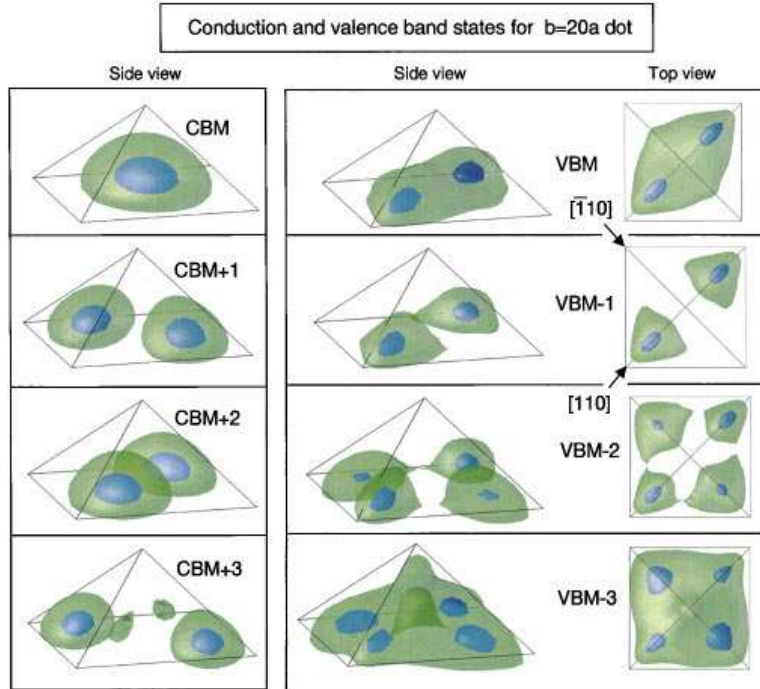 Conduction and valence band states for b=20a dot
Side view
Side view
Top view
CBM
VBM
[1̅10]
CBM+1
VBM-1
[110]
CBM+2
VBM-2
CBM+3
VBM-3